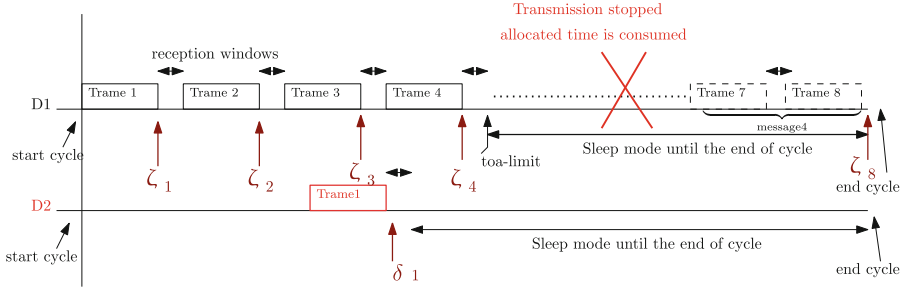 Transmission stopped
allocated time is consumed
reception windows
D1
Trame 1
Trame 2
Trame 3
Trame 4
Trame 7
Trame 8
message4
start cycle
toa-limit
Sleep mode until the end of cycle
ζ 1
ζ 2
ζ 3
ζ 4
ζ 8
end cycle
D2
Trame1
start cycle
Sleep mode until the end of cycle
δ 1
end cycle